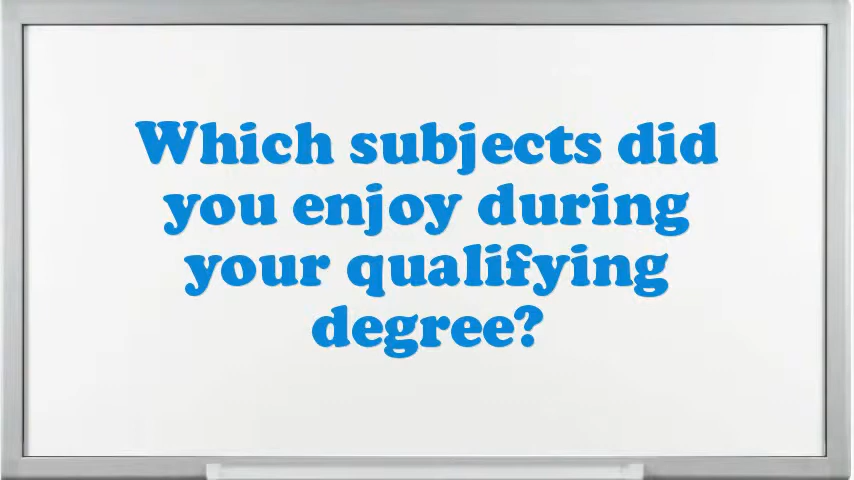 Which subjects did
you enjoy during
your qualifying
degree?